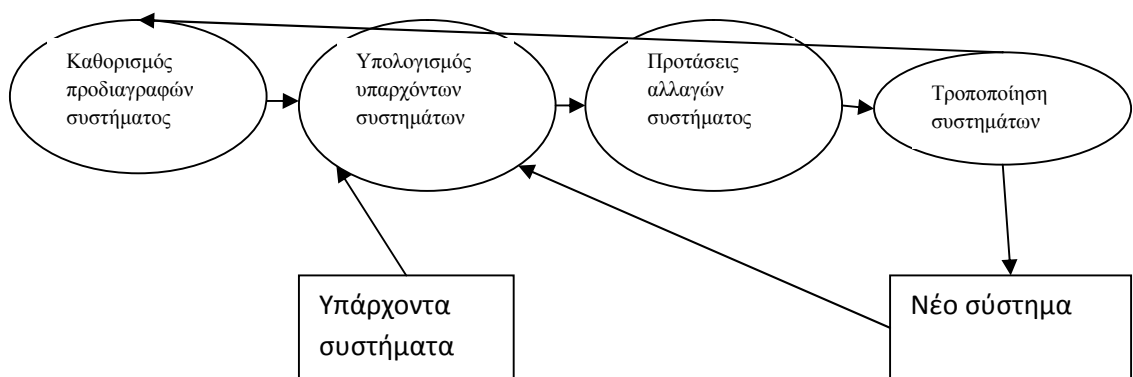 Καθορισμός
προδιαγραφών
συστήματος
Υπολογισμός
υπαρχόντων
συστημάτων
Προτάσεις
αλλαγών
συστήματος
Τροποποίηση
συστημάτων
Υπάρχοντα
συστήματα
Νέο σύστημα